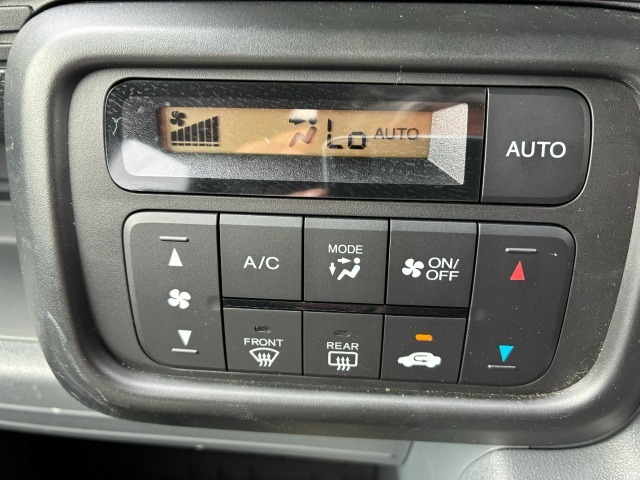 Lo AUTO
AUTO
A/C
MODE
ON/
OFF
FRONT
REAR